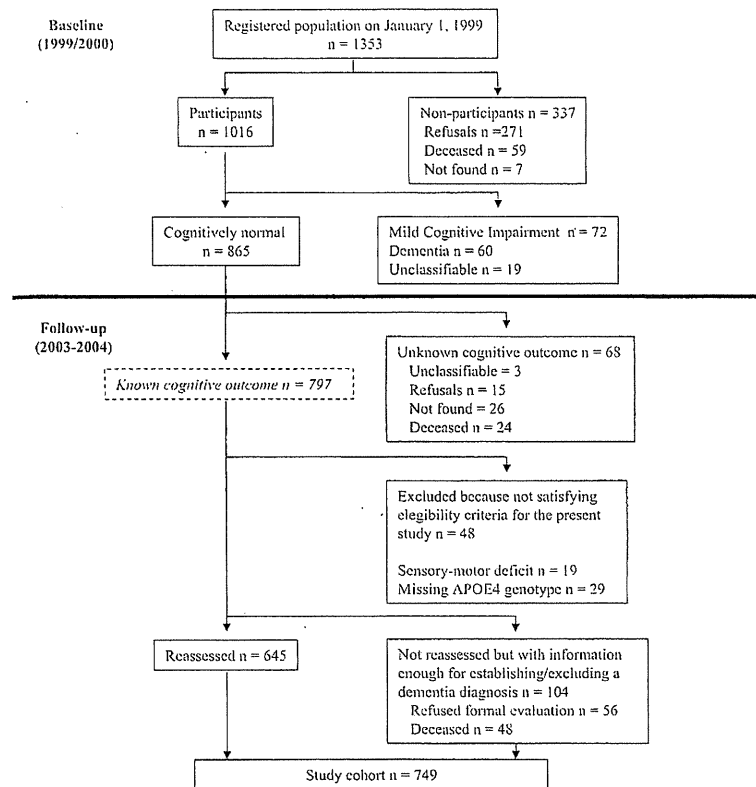 Baseline
(1999/2000)
Registered population on January 1, 1999
n = 1353
Participants
n = 1016
Non-participants n = 337
Refusals n =271
Deceased n = 59
Not found n = 7
Cognitively normal
n = 865
Mild Cognitive Impairment n = 72
Dementia n = 60
Unclassifiable n = 19
Follow-up
(2003-2004)
Known cognitive outcome n = 797
Unknown cognitive outcome n = 68
Unclassifiable = 3
Refusals n = 15
Not found n = 26
Deceased n = 24
Excluded because not satisfying
elegibility criteria for the present
study n = 48
Sensory-motor deficit n = 19
Missing APOE4 genotype n = 29
Reassessed n = 645
Not reassessed but with information
enough for establishing/excluding a
dementia diagnosis n = 104
Refused formal evaluation n = 56
Deceased n = 48
Study cohort n = 749